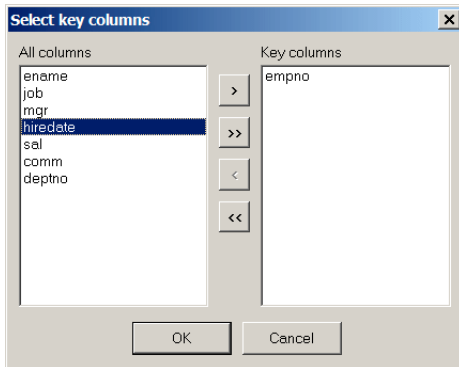 Select key columns
All columns
Key columns
ename
job
mgr
hiredate
sal
comm
deptno
>
>>
<
<<
empno
OK
Cancel